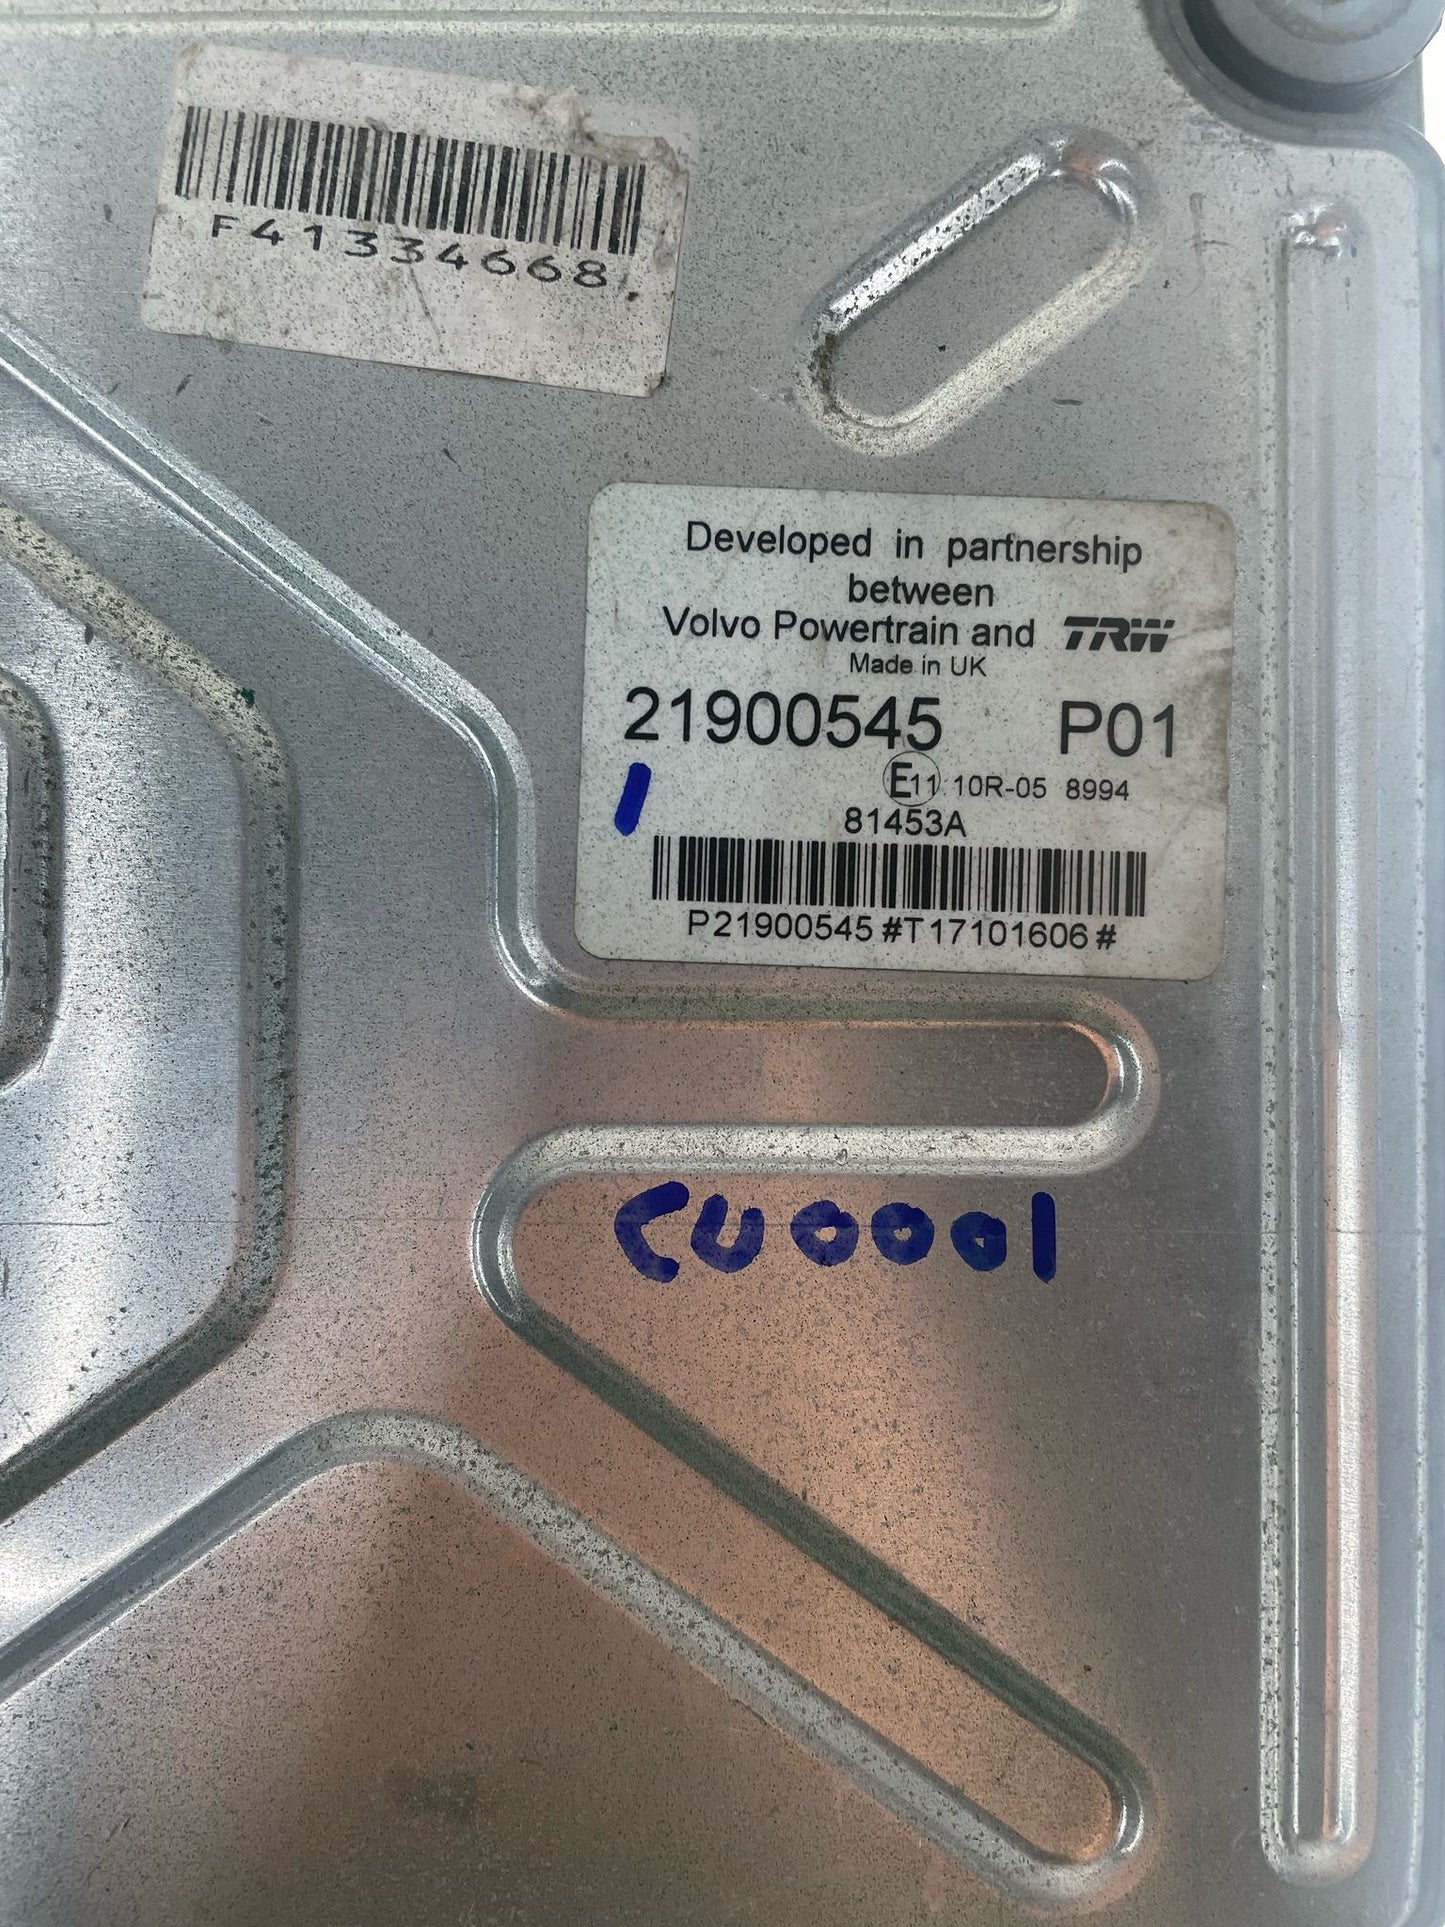 F41334668.
Developed in partnership
between
Volvo Powertrain and TRW
Made in UK
21900545 P01
E11 10R-05 8994
81453A
P21900545#T17101606#
CU0001